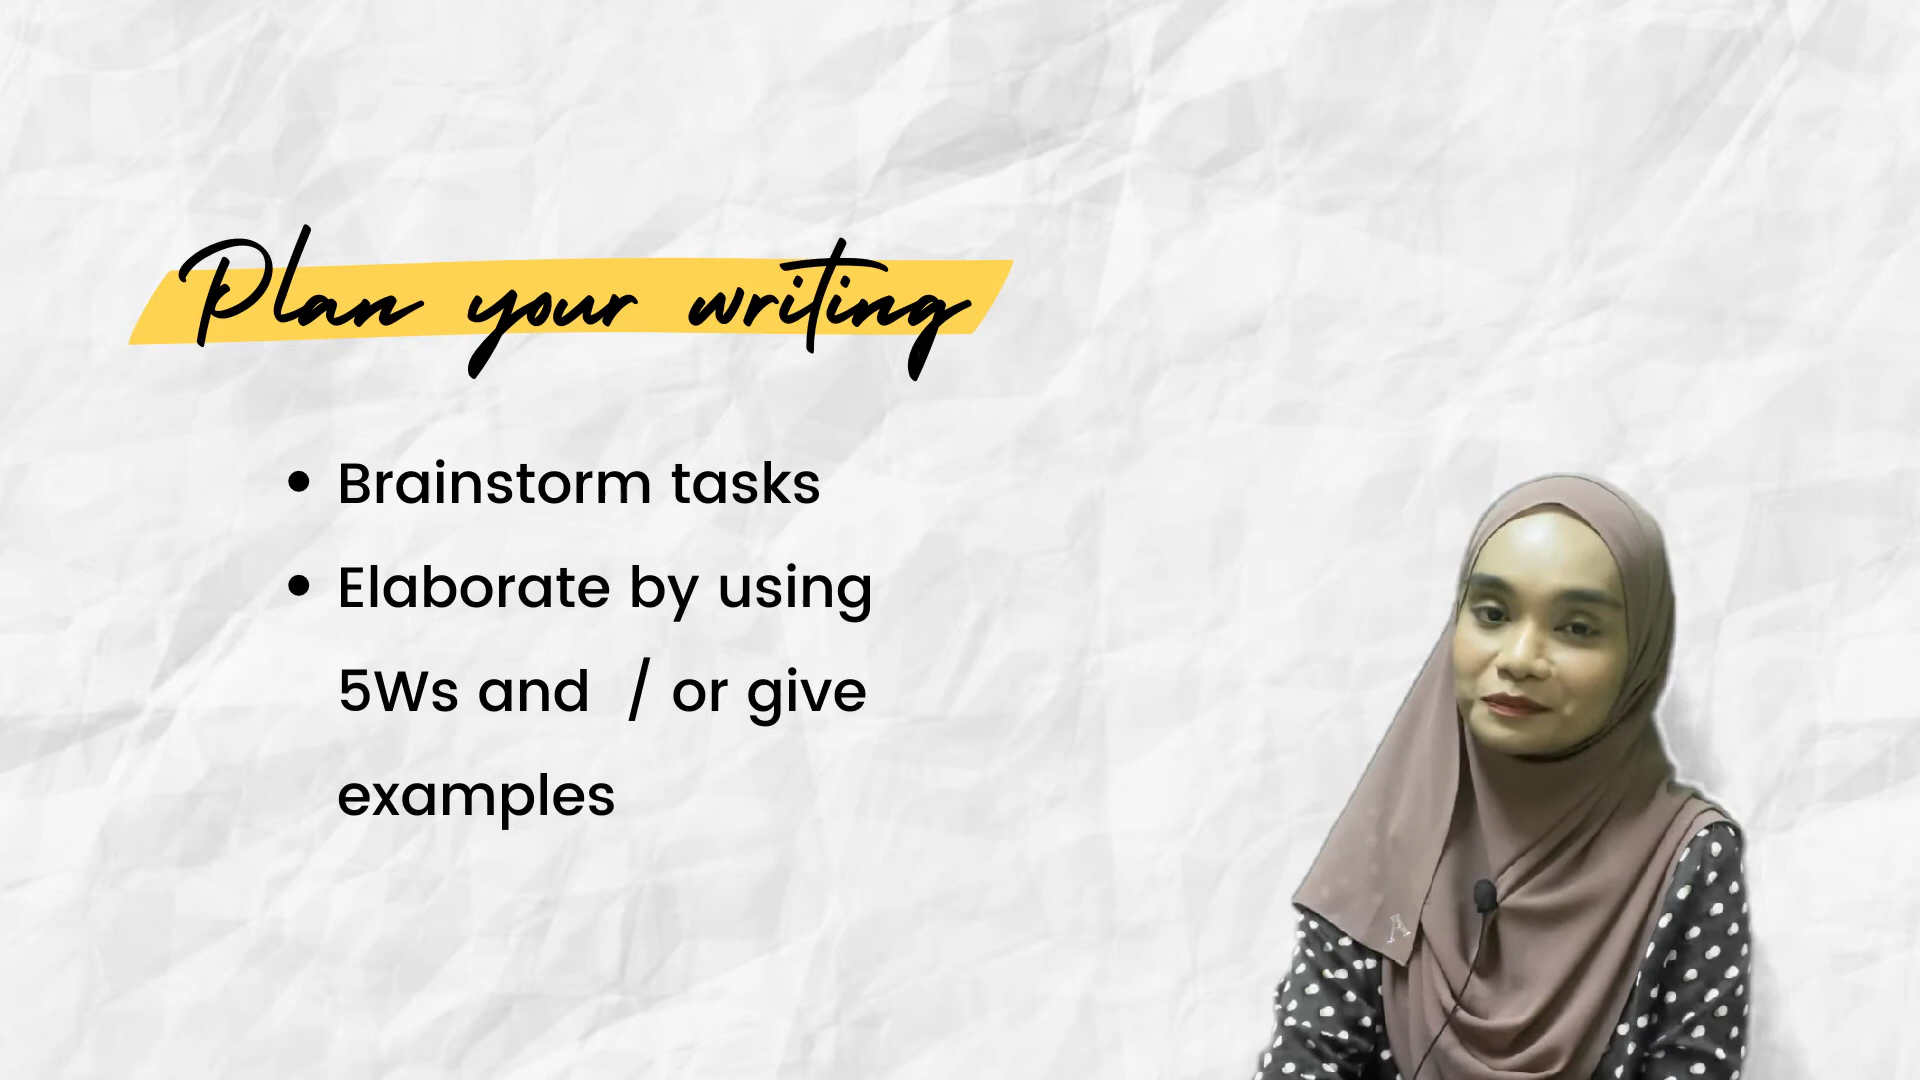 Plan your writing
• Brainstorm tasks
• Elaborate by using
5Ws and / or give
examples